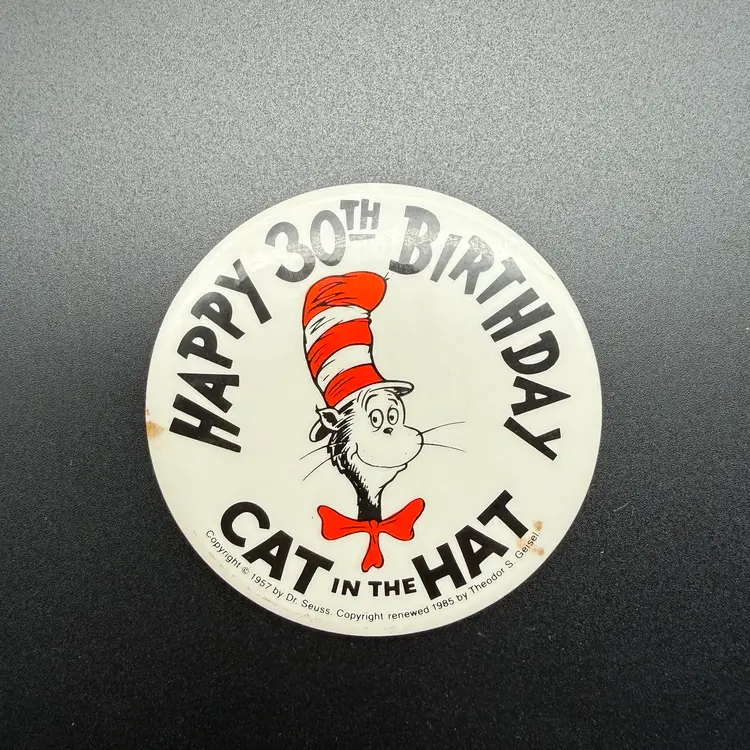 HAPPY 30TH BIRTHDAY
CAT IN THE HAT
Copyright © 1957 by Dr. Seuss. Copyright renewed 1985 by Theodor S. Geisel.